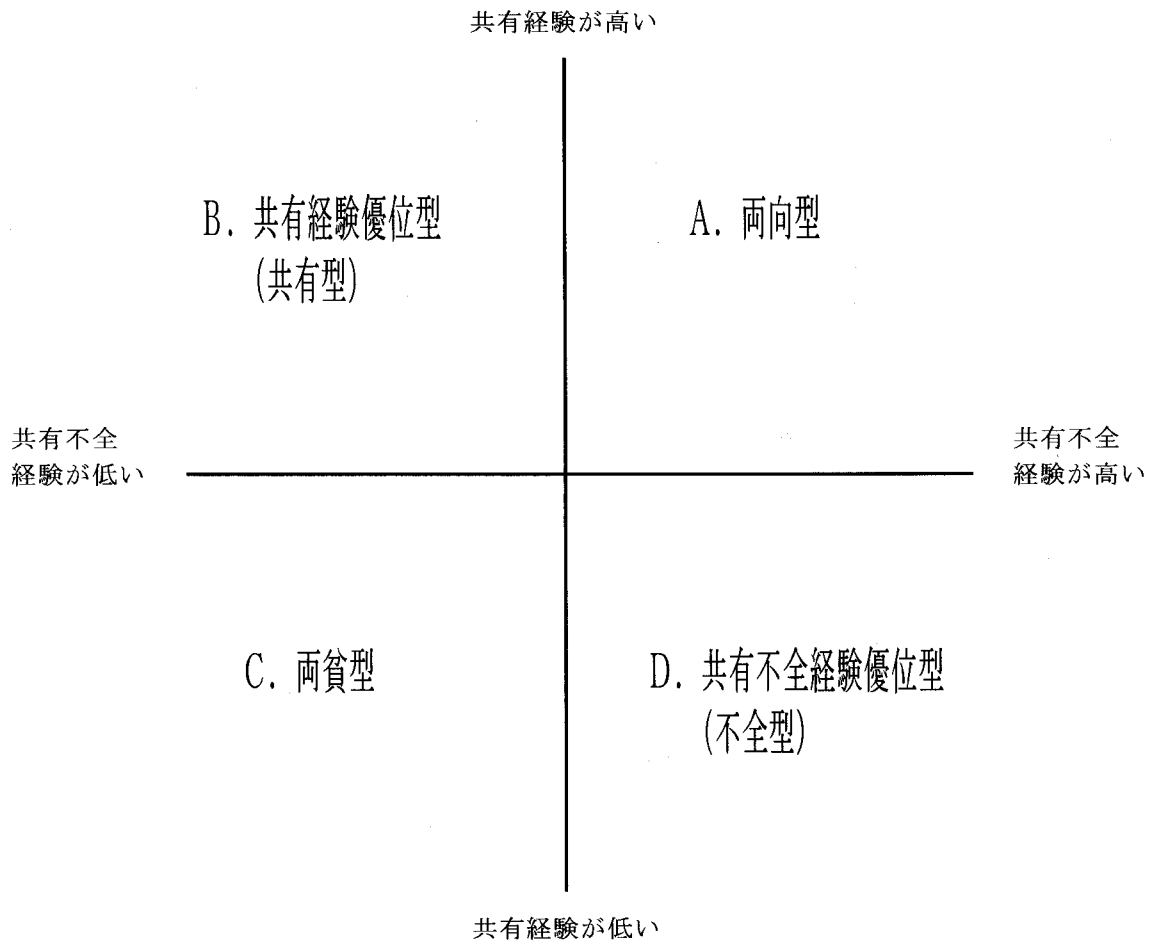 共有経験が高い
B. 共有経験優位型
(共有型)
A. 両向型
共有不全
経験が低い
共有不全
経験が高い
C. 両貧型
D. 共有不全経験優位型
(不全型)
共有経験が低い